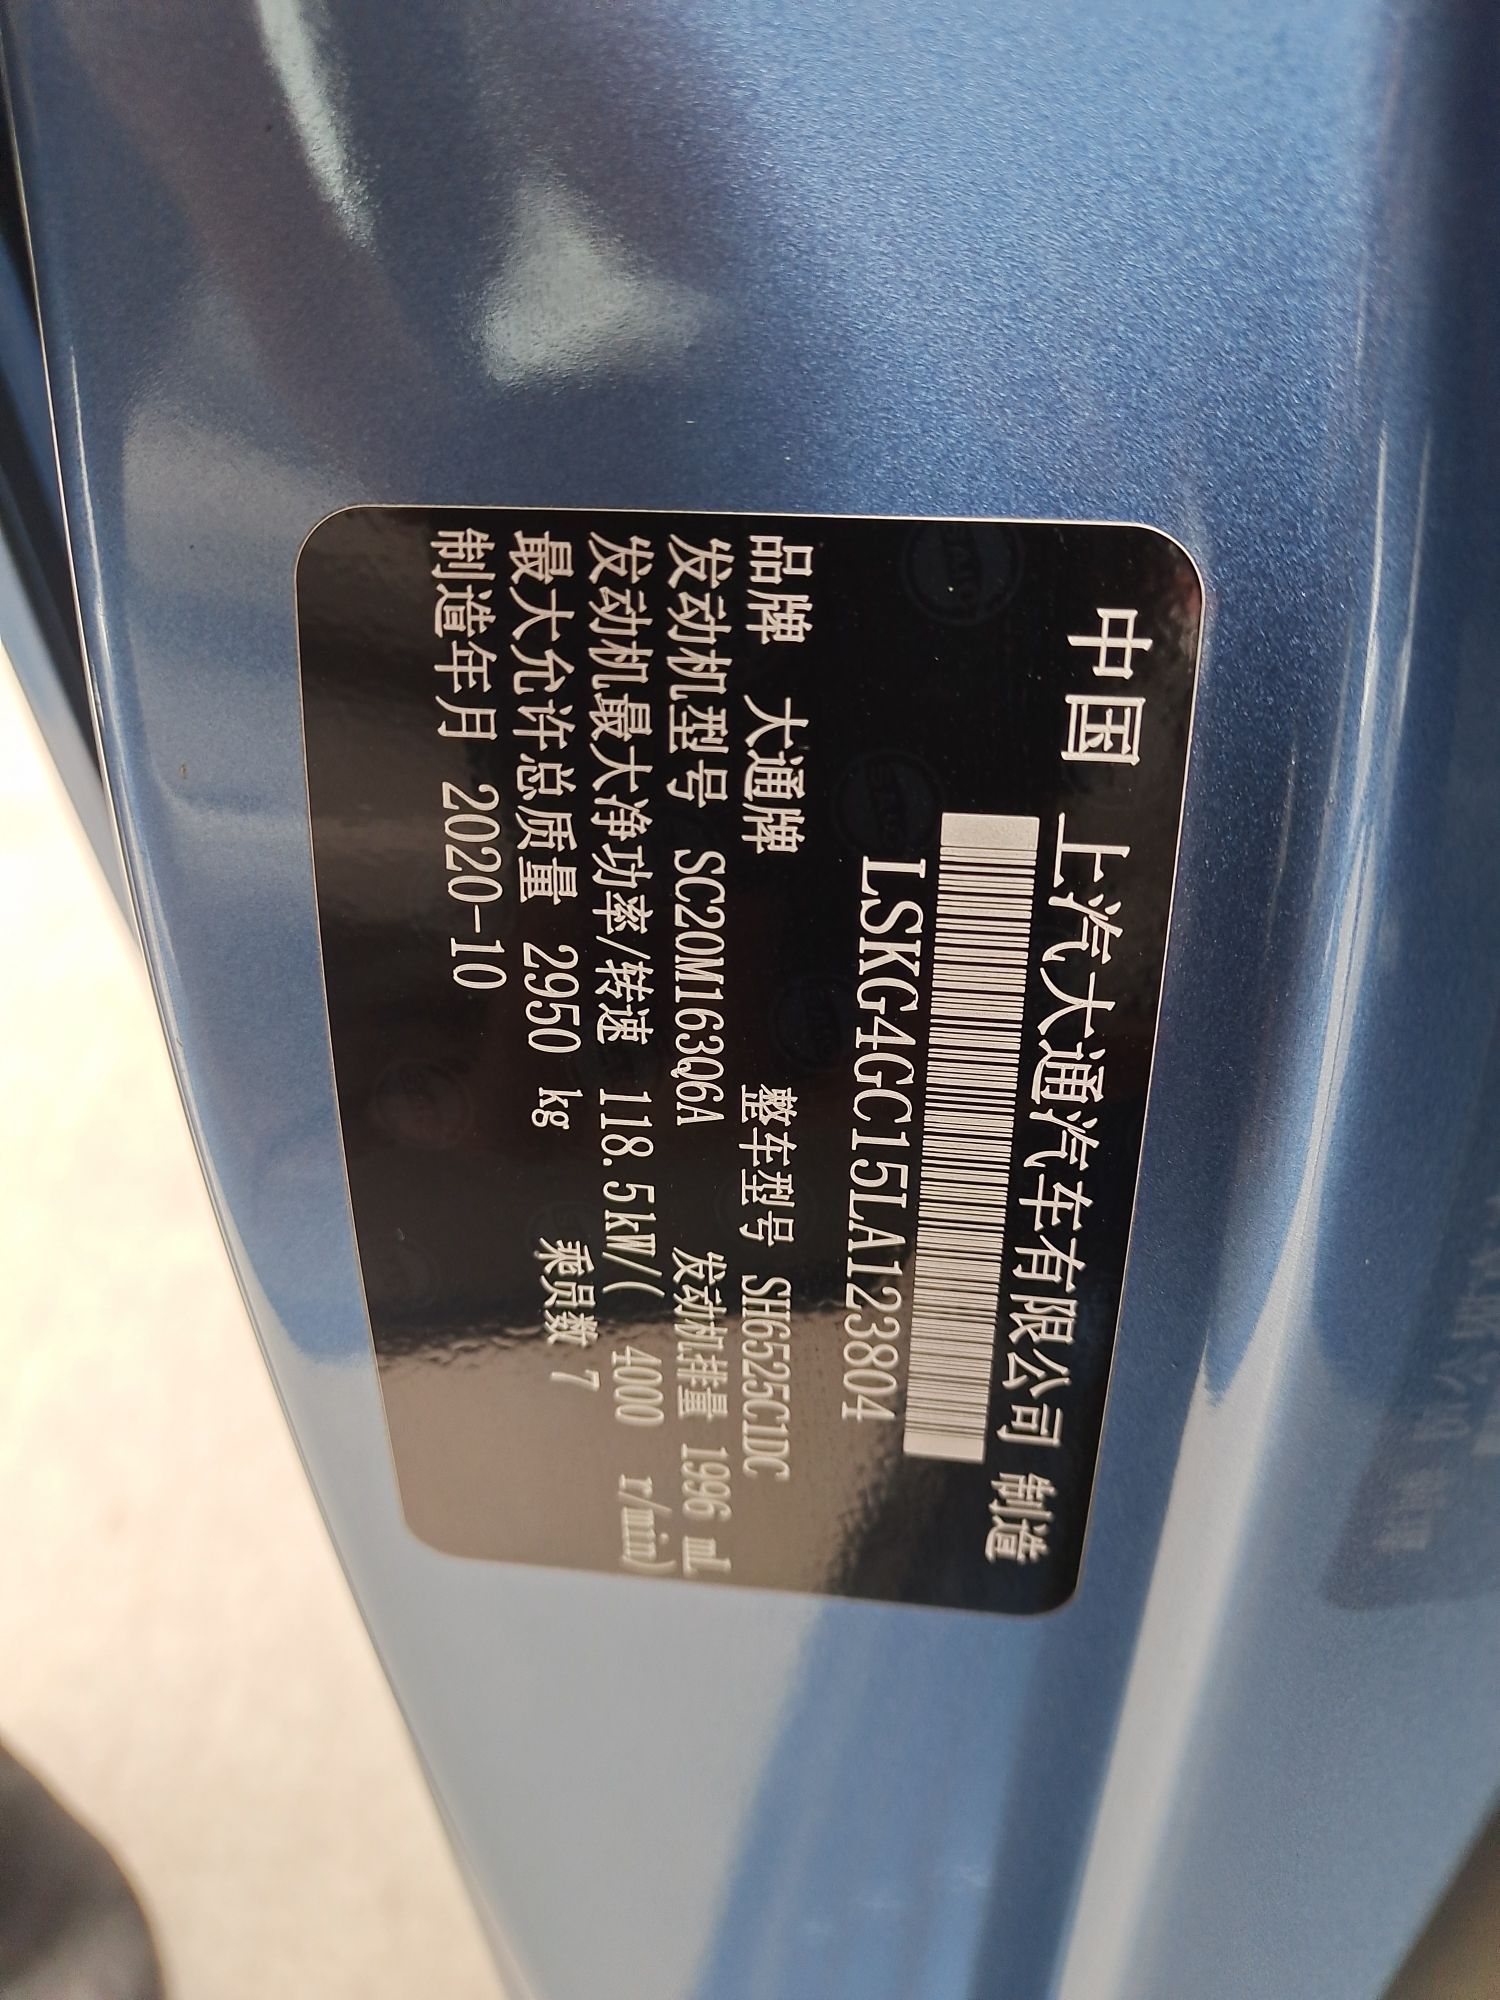 中国 上汽大通汽车有限公司 制造
LSKG4GC15LA123804
品牌 大通牌 整车型号 SH6525C1DC
发动机型号 SC20M163Q6A 发动机排量 1996 mL
发动机最大净功率/转速 118.5kW/( 4000 r/min)
最大允许总质量 2950 kg 乘员数 7
制造年月 2020-10